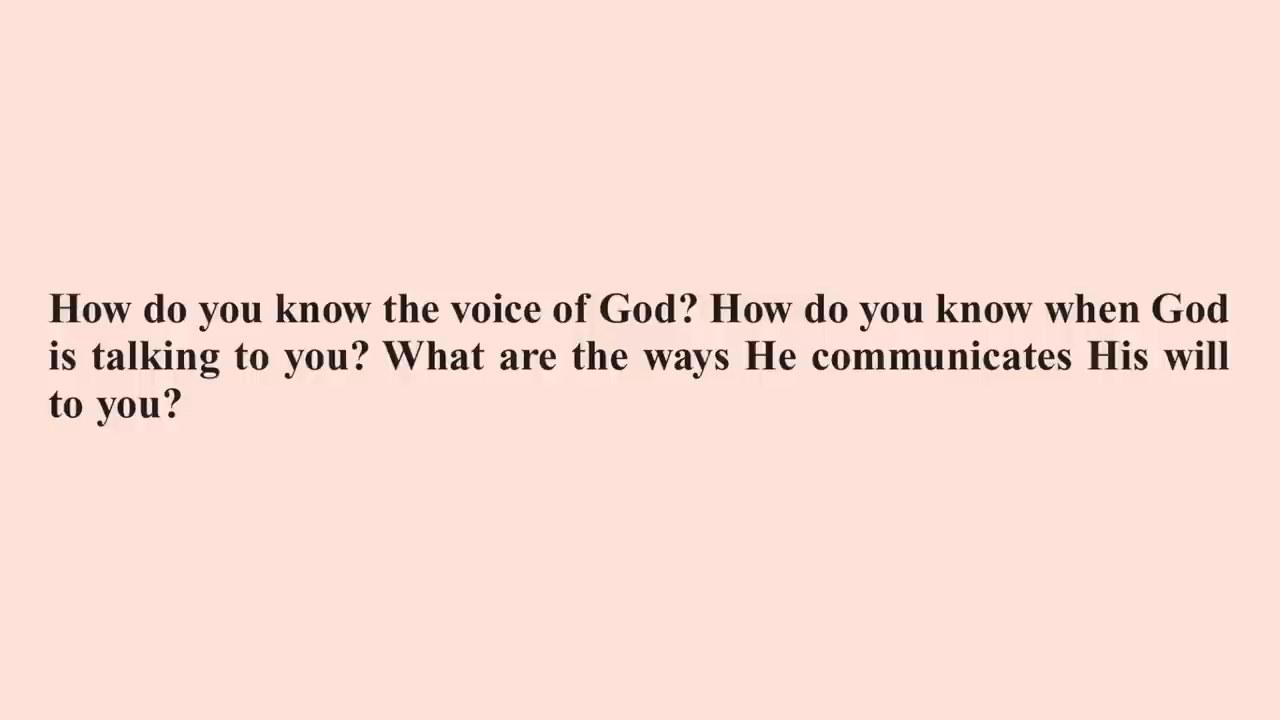 How do you know the voice of God? How do you know when God
is talking to you? What are the ways He communicates His will
to you?